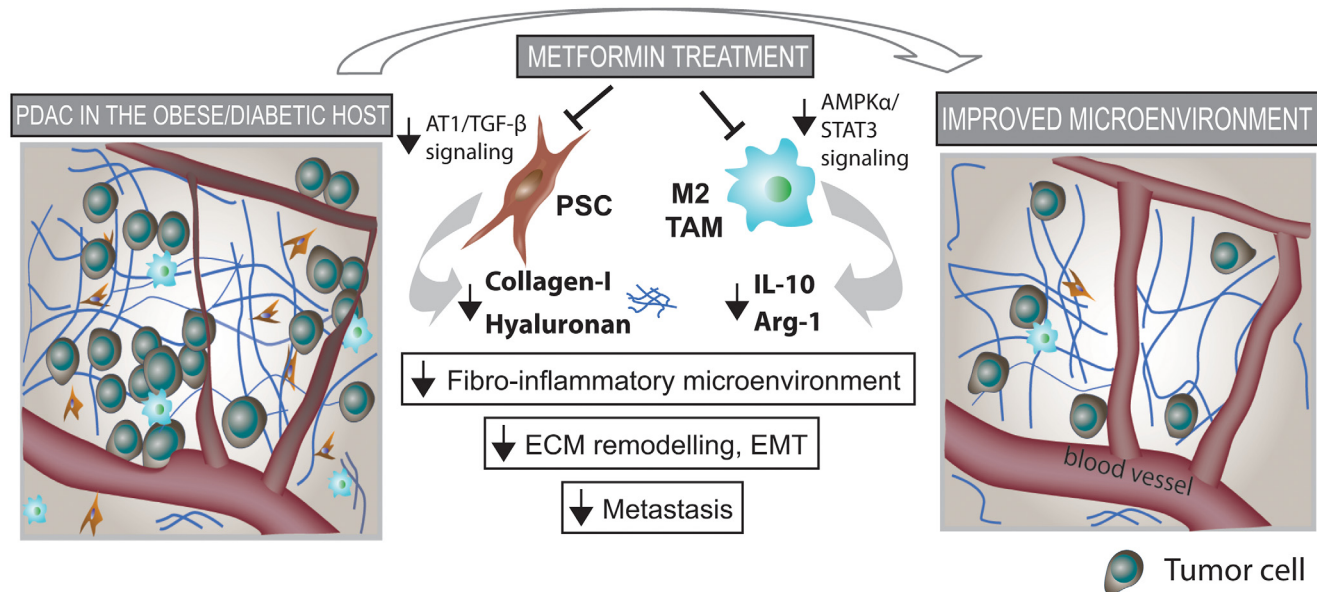 METFORMIN TREATMENT
PDAC IN THE OBESE/DIABETIC HOST
AT1/TGF-β
signaling
AMPKα/
STAT3
signaling
IMPROVED MICROENVIRONMENT
PSC
M2
TAM
Collagen-I
Hyaluronan
IL-10
Arg-1
Fibro-inflammatory microenvironment
ECM remodelling, EMT
Metastasis
blood vessel
Tumor cell